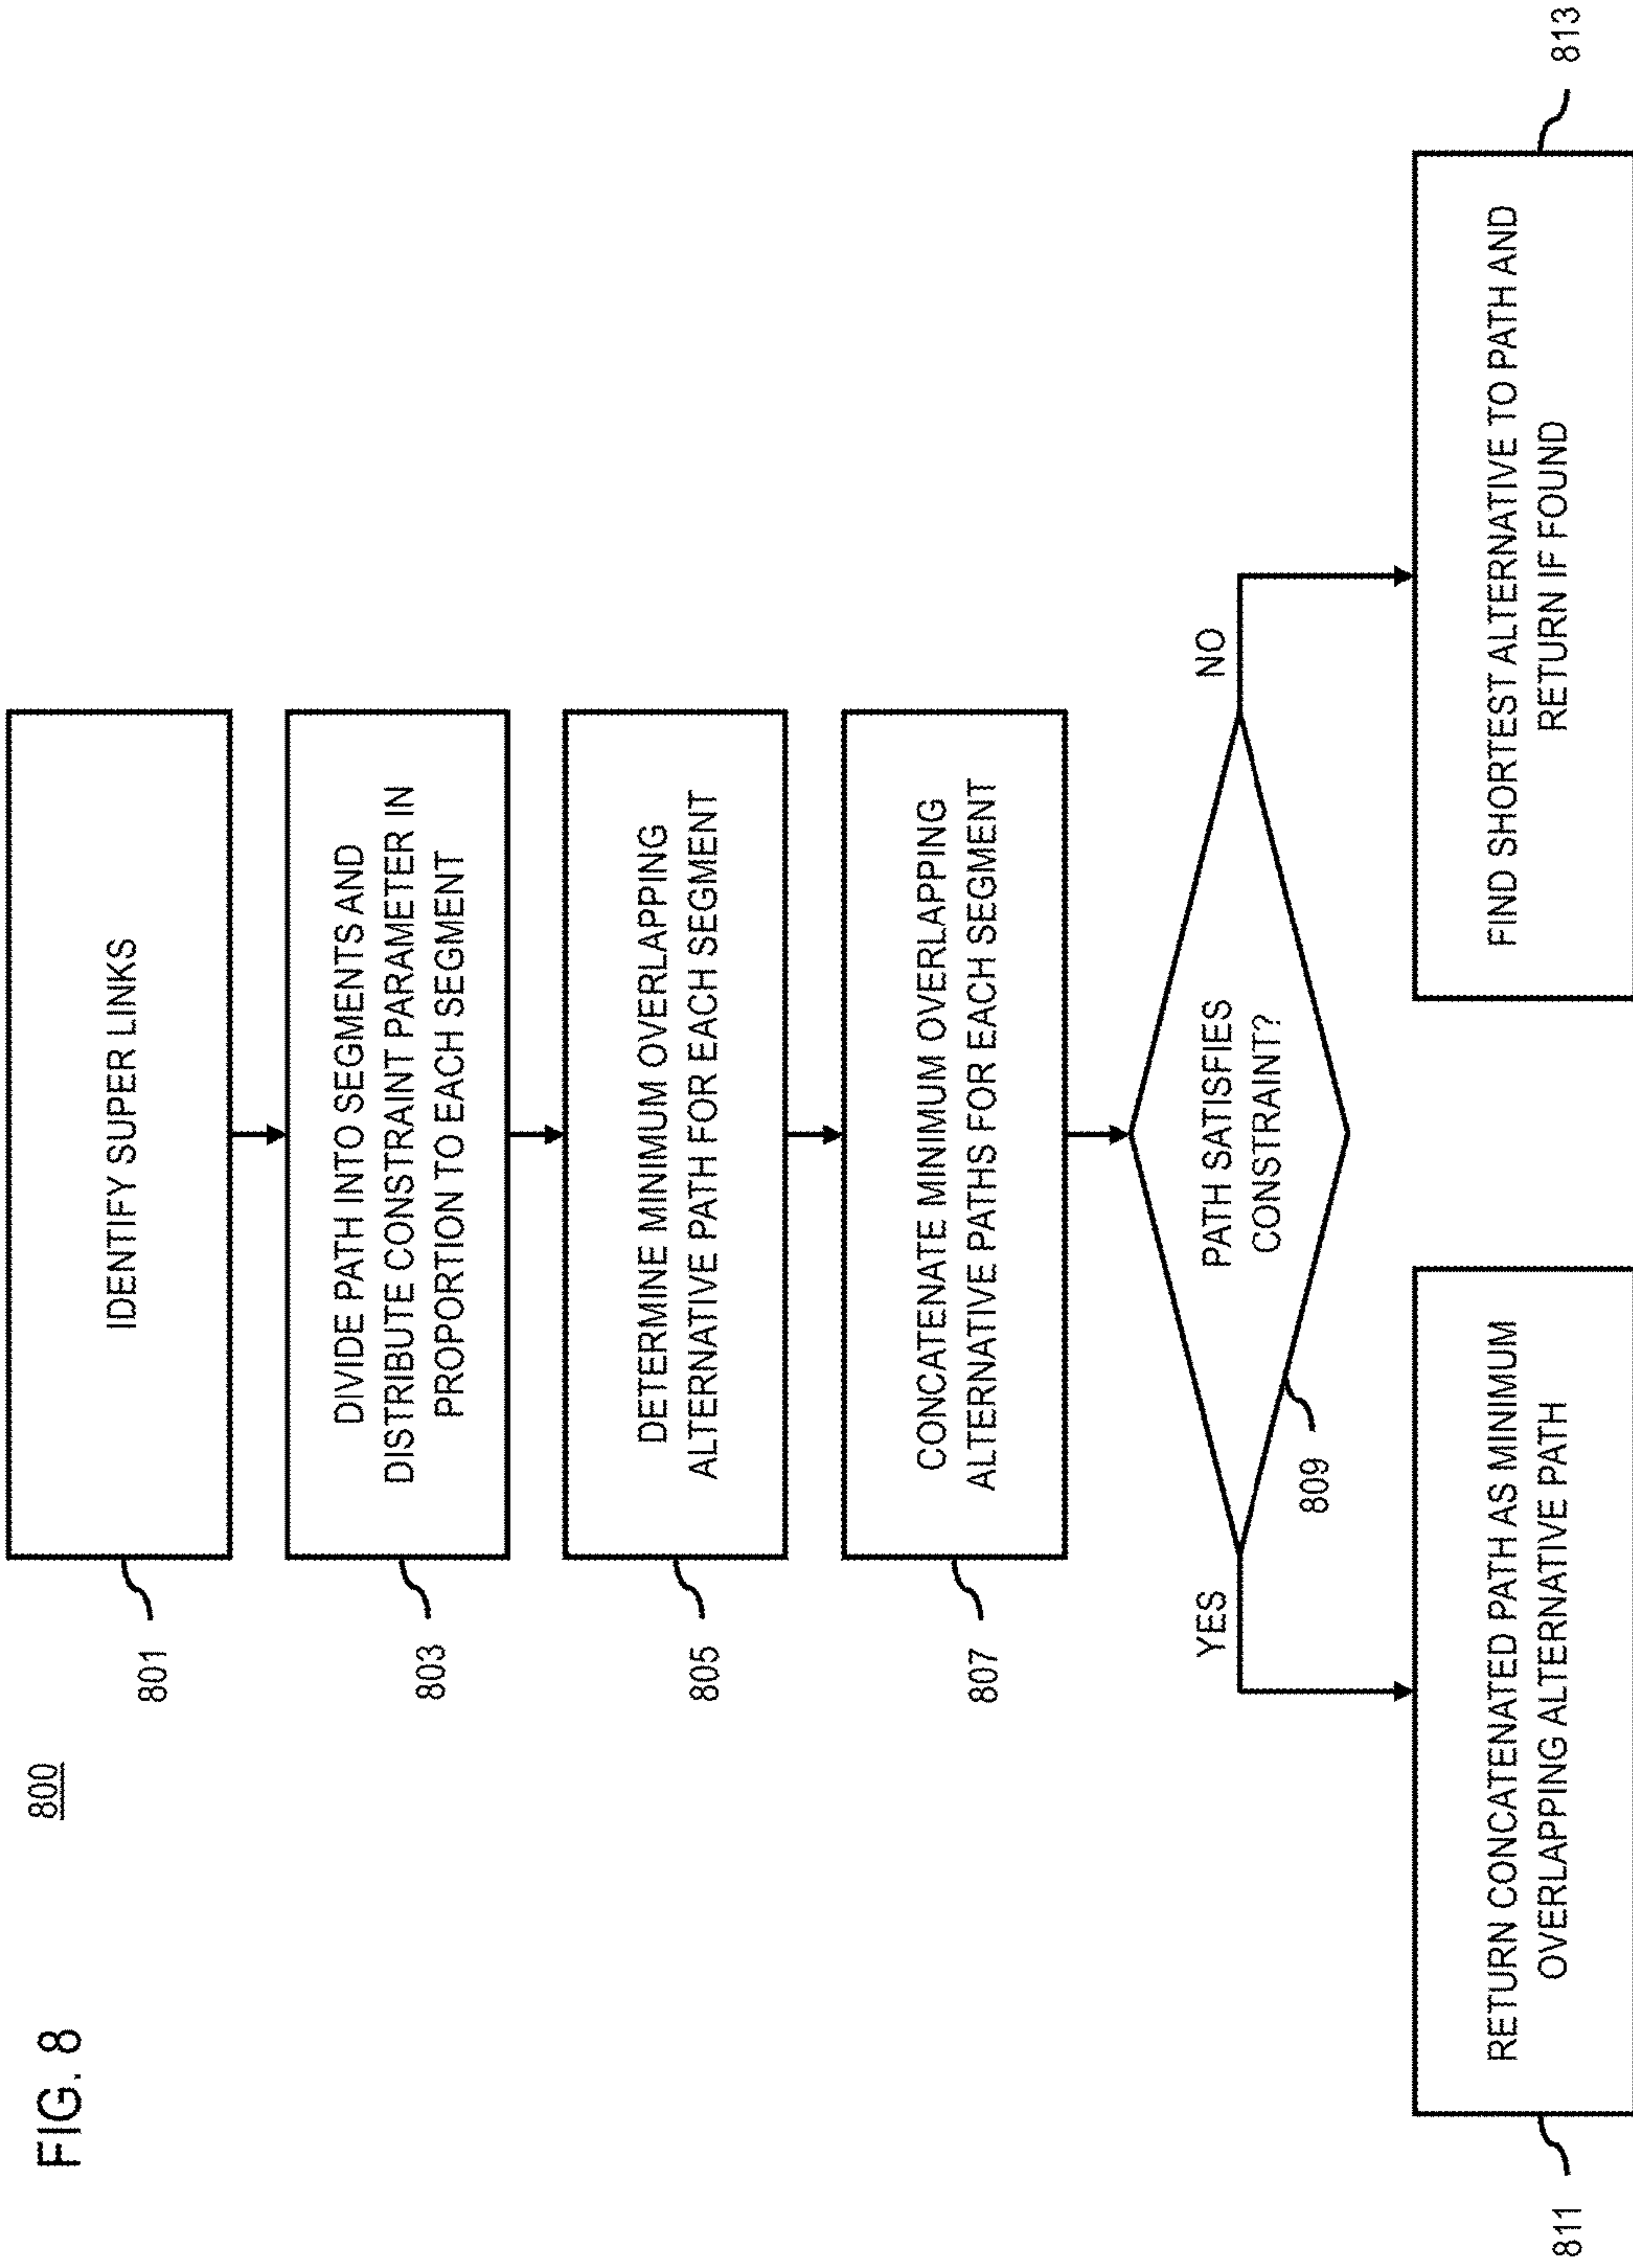 FIG. 8
800
801
IDENTIFY SUPER LINKS
803
DIVIDE PATH INTO SEGMENTS AND
DISTRIBUTE CONSTRAINT PARAMETER IN
PROPORTION TO EACH SEGMENT
805
DETERMINE MINIMUM OVERLAPPING
ALTERNATIVE PATH FOR EACH SEGMENT
807
CONCATENATE MINIMUM OVERLAPPING
ALTERNATIVE PATHS FOR EACH SEGMENT
YES
NO
PATH SATISFIES
CONSTRAINT?
809
811
RETURN CONCATENATED PATH AS MINIMUM
OVERLAPPING ALTERNATIVE PATH
FIND SHORTEST ALTERNATIVE TO PATH AND
RETURN IF FOUND
813